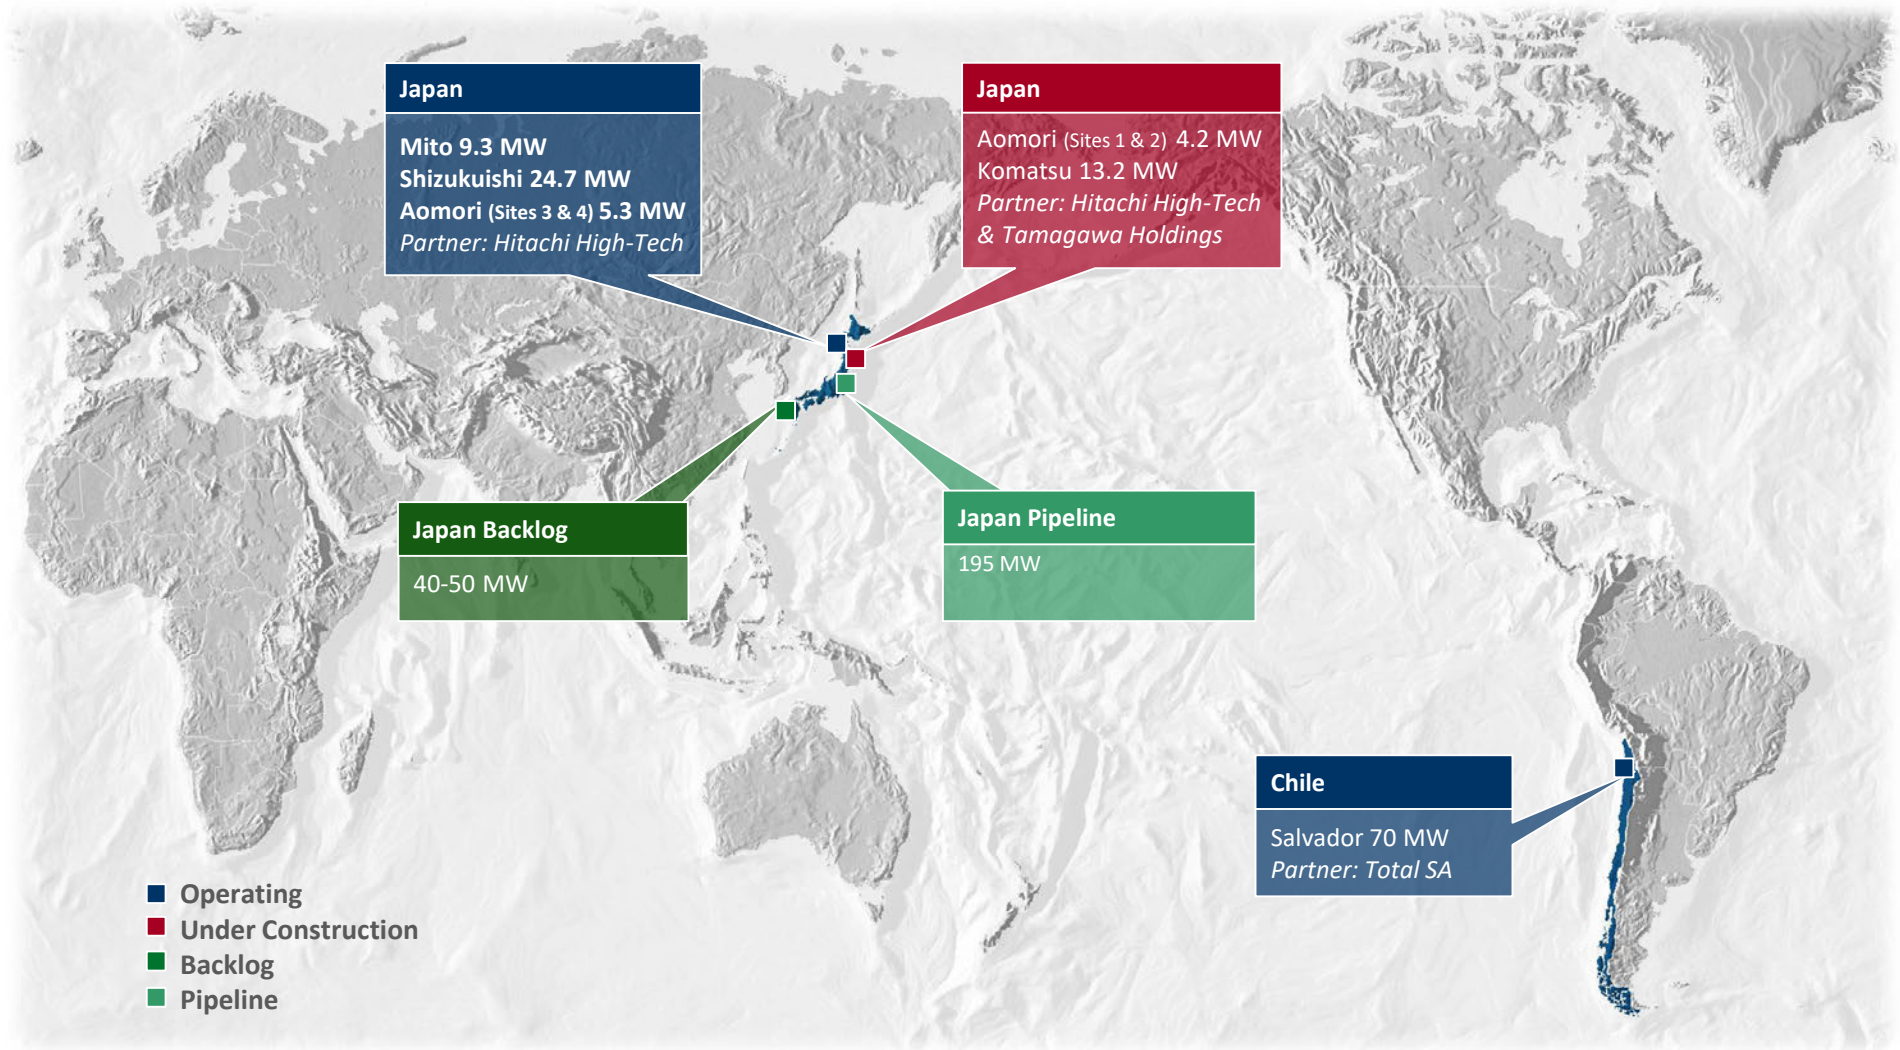 Japan
Mito 9.3 MW
Shizukuishi 24.7 MW
Aomori (Sites 3 & 4) 5.3 MW
Partner: Hitachi High-Tech
Japan
Aomori (Sites 1 & 2) 4.2 MW
Komatsu 13.2 MW
Partner: Hitachi High-Tech
& Tamagawa Holdings
Japan Backlog
40-50 MW
Japan Pipeline
195 MW
Chile
Salvador 70 MW
Partner: Total SA
Operating
Under Construction
Backlog
Pipeline